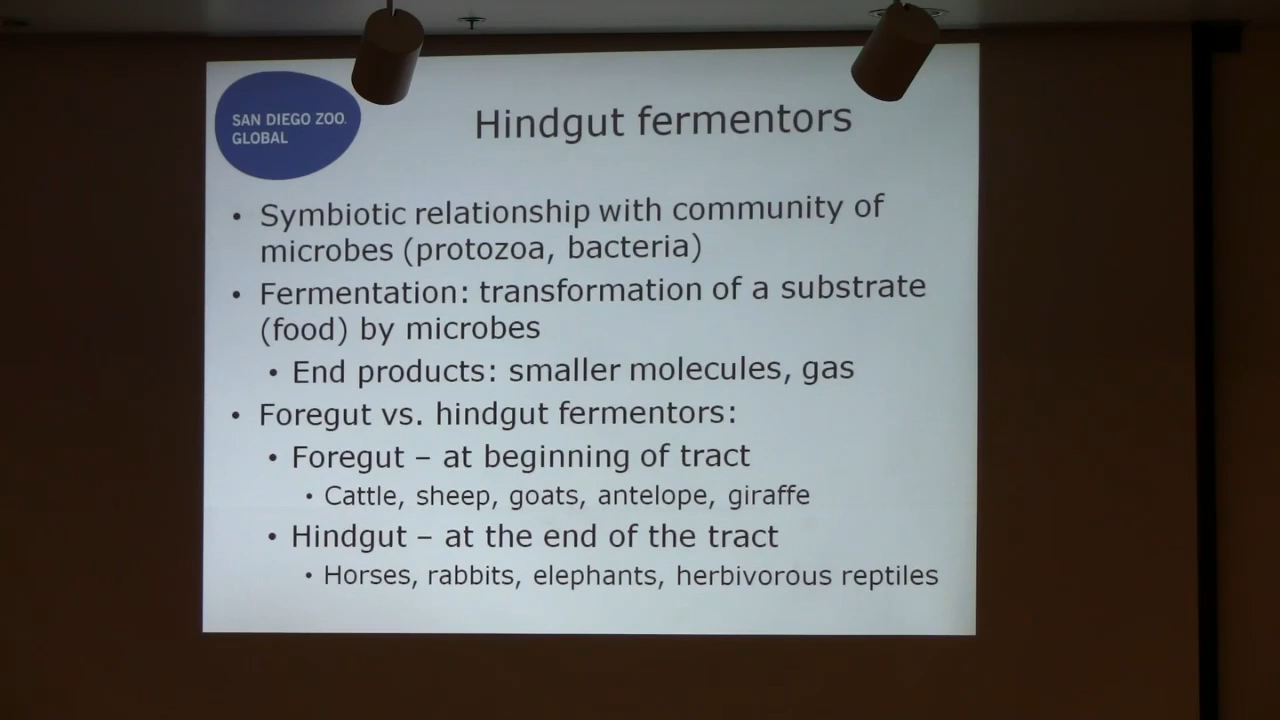 SAN DIEGO ZOO.
GLOBAL
Hindgut fermentors
• Symbiotic relationship with community of
microbes (protozoa, bacteria)
• Fermentation: transformation of a substrate
(food) by microbes
• End products: smaller molecules, gas
• Foregut vs. hindgut fermentors:
• Foregut – at beginning of tract
• Cattle, sheep, goats, antelope, giraffe
• Hindgut – at the end of the tract
• Horses, rabbits, elephants, herbivorous reptiles